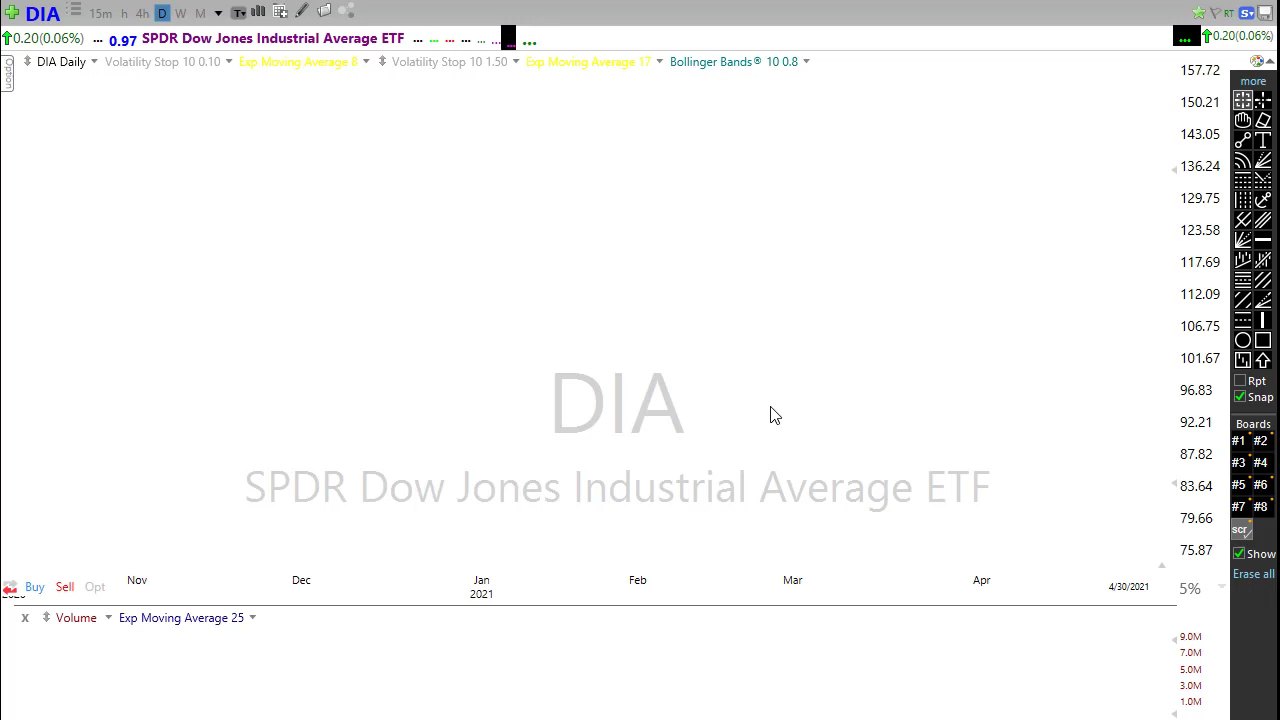 DIA 15m h 4h D W M T RT S
0.20(0.06%) ... 0.97 SPDR Dow Jones Industrial Average ETF ... ... ... ... ... ... ... 0.20(0.06%)
Option
DIA Daily Volatility Stop 10 0.10 Exp Moving Average 8 Volatility Stop 10 1.50 Exp Moving Average 17 Bollinger Bands® 10 0.8
157.72
150.21
143.05
136.24
129.75
123.58
117.69
112.09
106.75
101.67
96.83
92.21
87.82
83.64
79.66
75.87
more
T
Rpt
Snap
Boards
#1 #2
#3 #4
#5 #6
#7 #8
scr
Show
Erase all
DIA
SPDR Dow Jones Industrial Average ETF
Nov Dec Jan Feb Mar Apr
2021
4/30/2021
5%
Buy Sell Opt
x Volume Exp Moving Average 25
9.0M
7.0M
5.0M
3.0M
1.0M